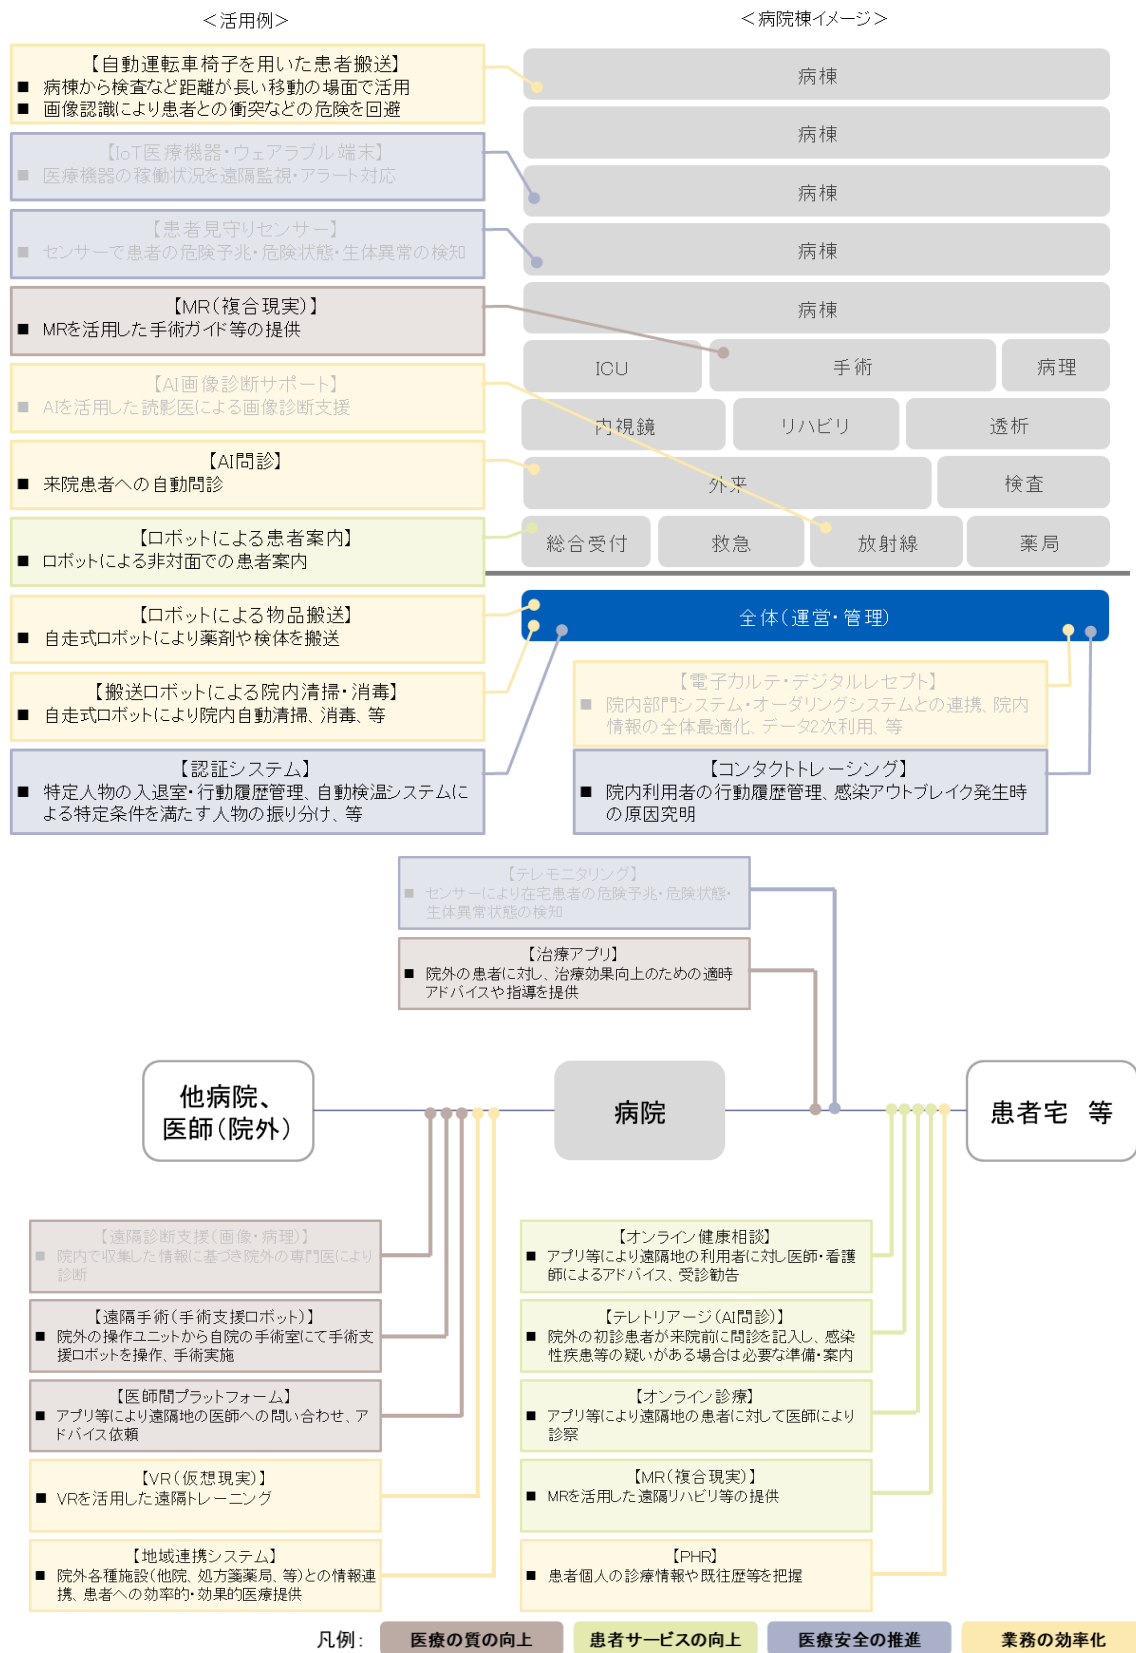 ＜活用例＞
＜病院棟イメージ＞
【自動運転車椅子を用いた患者搬送】
■ 病棟から検査など距離が長い移動の場面で活用
■ 画像認識により患者との衝突などの危険を回避
【IoT医療機器・ウェアラブル端末】
■ 医療機器の稼働状況を遠隔監視・アラート対応
【患者見守りセンサー】
■ センサーで患者の危険予兆・危険状態・生体異常の検知
【MR(複合現実)】
■ MRを活用した手術ガイド等の提供
【AI画像診断サポート】
■ AIを活用した読影医による画像診断支援
【AI問診】
■ 来院患者への自動問診
【ロボットによる患者案内】
■ ロボットによる非対面での患者案内
【ロボットによる物品搬送】
■ 自走式ロボットにより薬剤や検体を搬送
【搬送ロボットによる院内清掃・消毒】
■ 自走式ロボットにより院内自動清掃、消毒、等
【認証システム】
■ 特定人物の入退室・行動履歴管理、自動検温システムに
よる特定条件を満たす人物の振り分け、等
病棟
病棟
病棟
病棟
病棟
ICU
手術
病理
内視鏡
リハビリ
透析
外来
検査
総合受付
救急
放射線
薬局
全体(運営・管理)
【電子カルテ・デジタルレセプト】
■ 院内部門システム・オーダリングシステムとの連携、院内
情報の全体最適化、データ2次利用、等
【コンタクトトレーシング】
■ 院内利用者の行動履歴管理、感染アウトブレイク発生時
の原因究明
【テレモニタリング】
■ センサーにより在宅患者の危険予兆・危険状態・
生体異常状態の検知
【治療アプリ】
■ 院外の患者に対し、治療効果向上のための適時
アドバイスや指導を提供
他病院、
医師(院外)
病院
患者宅 等
【遠隔診断支援(画像・病理)】
■ 院内で収集した情報に基づき院外の専門医により
診断
【遠隔手術(手術支援ロボット)】
■ 院外の操作ユニットから自院の手術室にて手術支
援ロボットを操作、手術実施
【医師間プラットフォーム】
■ アプリ等により遠隔地の医師への問い合わせ、ア
ドバイス依頼
【VR(仮想現実)】
■ VRを活用した遠隔トレーニング
【地域連携システム】
■ 院外各種施設(他院、処方箋薬局、等)との情報連
携、患者への効率的・効果的医療提供
【オンライン健康相談】
■ アプリ等により遠隔地の利用者に対し医師・看護
師によるアドバイス、受診勧告
【テレトリアージ(AI問診)】
■ 院外の初診患者が来院前に問診を記入し、感染
性疾患等の疑いがある場合は必要な準備・案内
【オンライン診療】
■ アプリ等により遠隔地の患者に対して医師により
診察
【MR(複合現実)】
■ MRを活用した遠隔リハビリ等の提供
【PHR】
■ 患者個人の診療情報や既往歴等を把握
凡例：
医療の質の向上
患者サービスの向上
医療安全の推進
業務の効率化